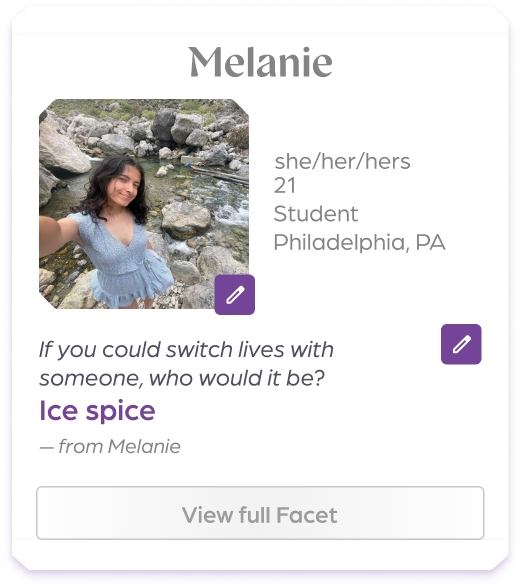 Melanie
she/her/hers
21
Student
Philadelphia, PA
If you could switch lives with
someone, who would it be?
Ice spice
— from Melanie
View full Facet